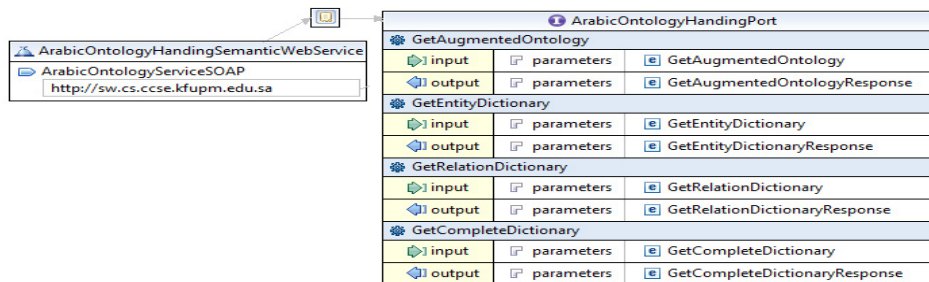 ArabicOntologyHandingSemanticWebService
ArabicOntologyServiceSOAP
http://sw.cs.ccse.kfupm.edu.sa
ArabicOntologyHandingPort
GetAugmentedOntology
input parameters GetAugmentedOntology
output parameters GetAugmentedOntologyResponse
GetEntityDictionary
input parameters GetEntityDictionary
output parameters GetEntityDictionaryResponse
GetRelationDictionary
input parameters GetRelationDictionary
output parameters GetRelationDictionaryResponse
GetCompleteDictionary
input parameters GetCompleteDictionary
output parameters GetCompleteDictionaryResponse